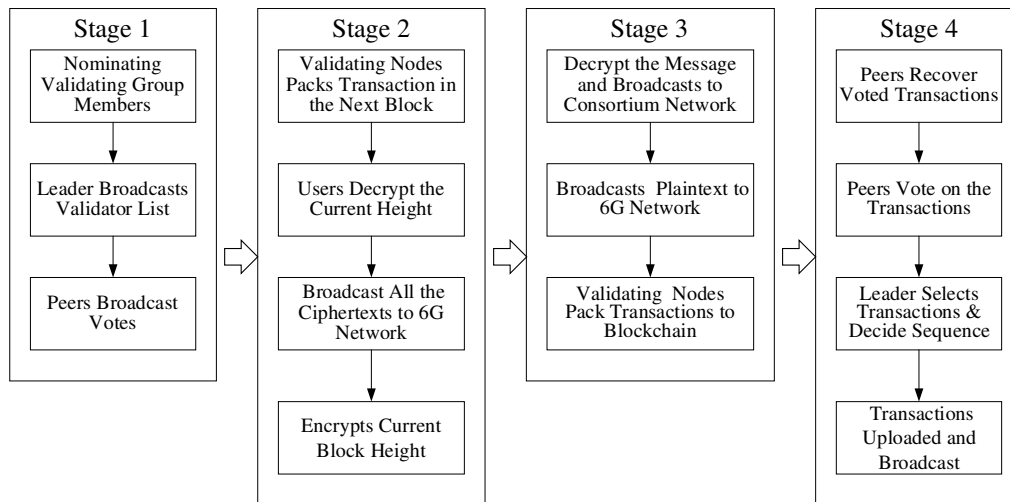 Stage 1
Nominating
Validating Group
Members
Leader Broadcasts
Validator List
Peers Broadcast
Votes
Stage 2
Validating Nodes
Packs Transaction in
the Next Block
Users Decrypt the
Current Height
Broadcast All the
Ciphertexts to 6G
Network
Encrypts Current
Block Height
Stage 3
Decrypt the Message
and Broadcasts to
Consortium Network
Broadcasts Plaintext to
6G Network
Validating Nodes
Pack Transactions to
Blockchain
Stage 4
Peers Recover
Voted Transactions
Peers Vote on the
Transactions
Leader Selects
Transactions &
Decide Sequence
Transactions
Uploaded and
Broadcast